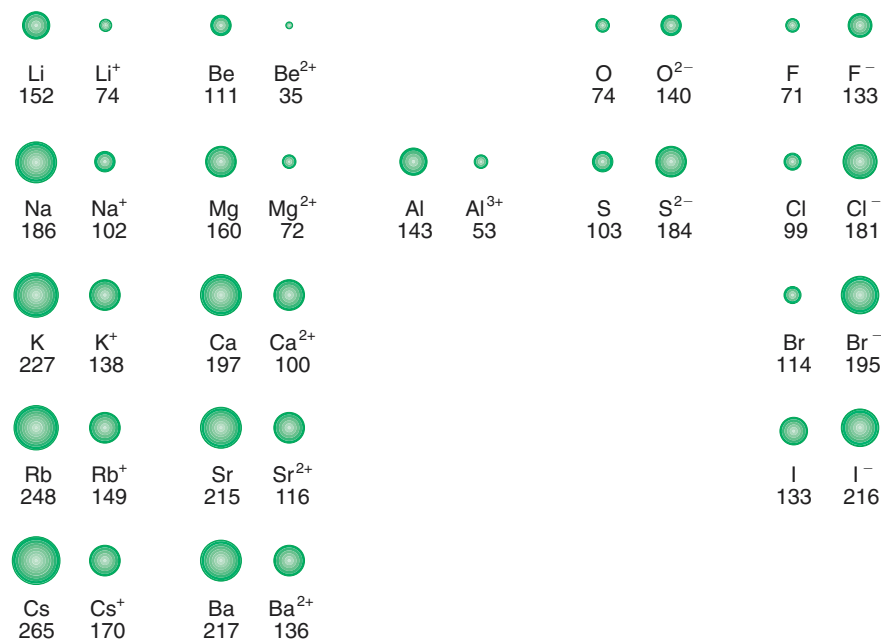 Li Li⁺ Be Be²⁺ O O²⁻ F F⁻
152 74 111 35 74 140 71 133
Na Na⁺ Mg Mg²⁺ Al Al³⁺ S S²⁻ Cl Cl⁻
186 102 160 72 143 53 103 184 99 181
K K⁺ Ca Ca²⁺ Br Br⁻
227 138 197 100 114 195
Rb Rb⁺ Sr Sr²⁺ I I⁻
248 149 215 116 133 216
Cs Cs⁺ Ba Ba²⁺
265 170 217 136